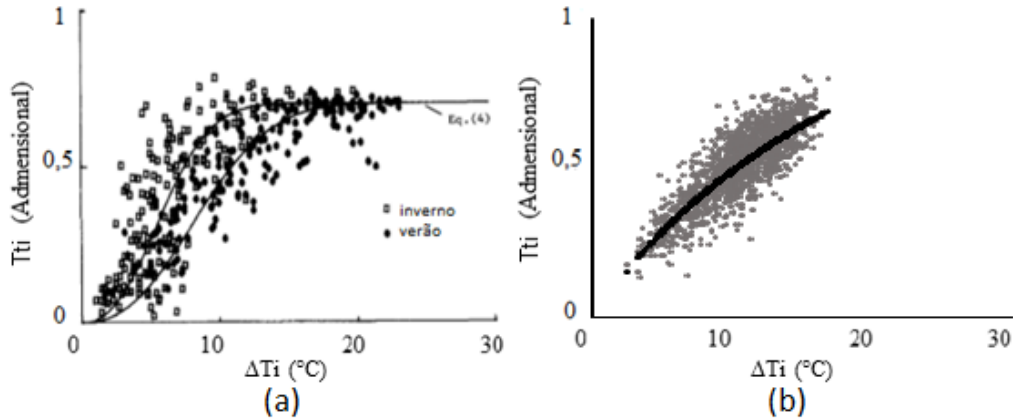 1
0,5
0
Tti (Admensional)
Eq.(4)
inverno
verão
0 10 20 30
ΔTi (°C)
(a)
1
0,5
0
Tti (Admensional)
0 10 20 30
ΔTi (°C)
(b)